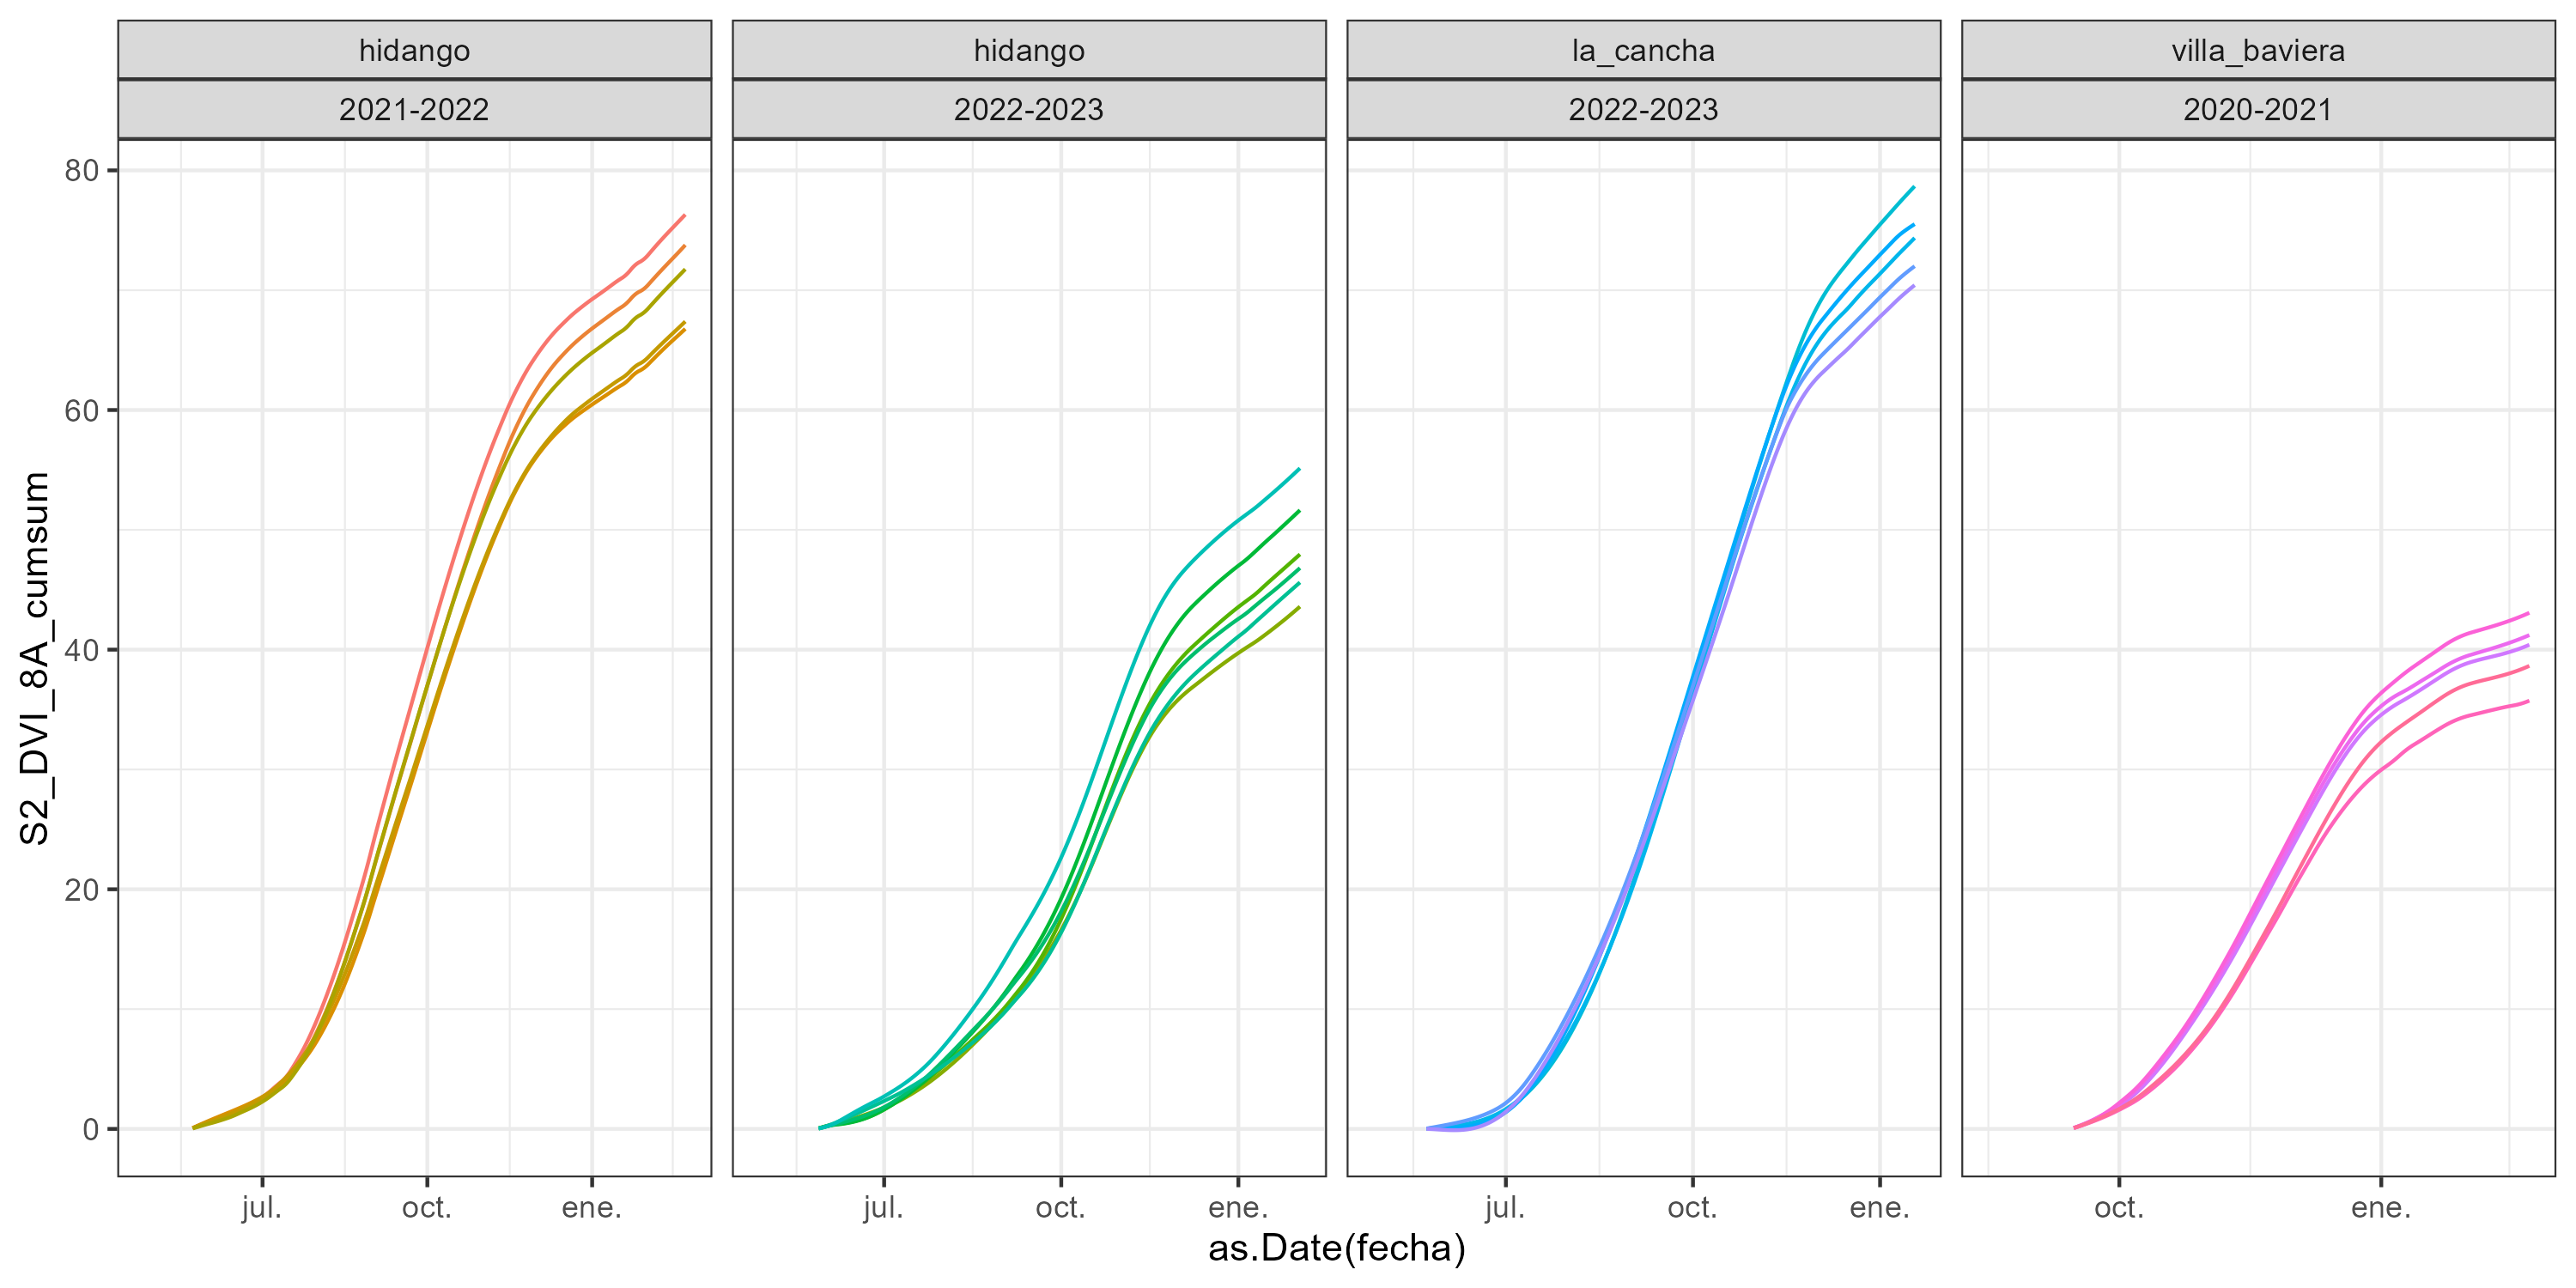 hidango
2021-2022
hidango
2022-2023
la_cancha
2022-2023
villa_baviera
2020-2021
S2_DVI_8A_cumsum
80
60
40
20
0
jul. oct. ene.
jul. oct. ene.
jul. oct. ene.
oct. ene.
as.Date(fecha)